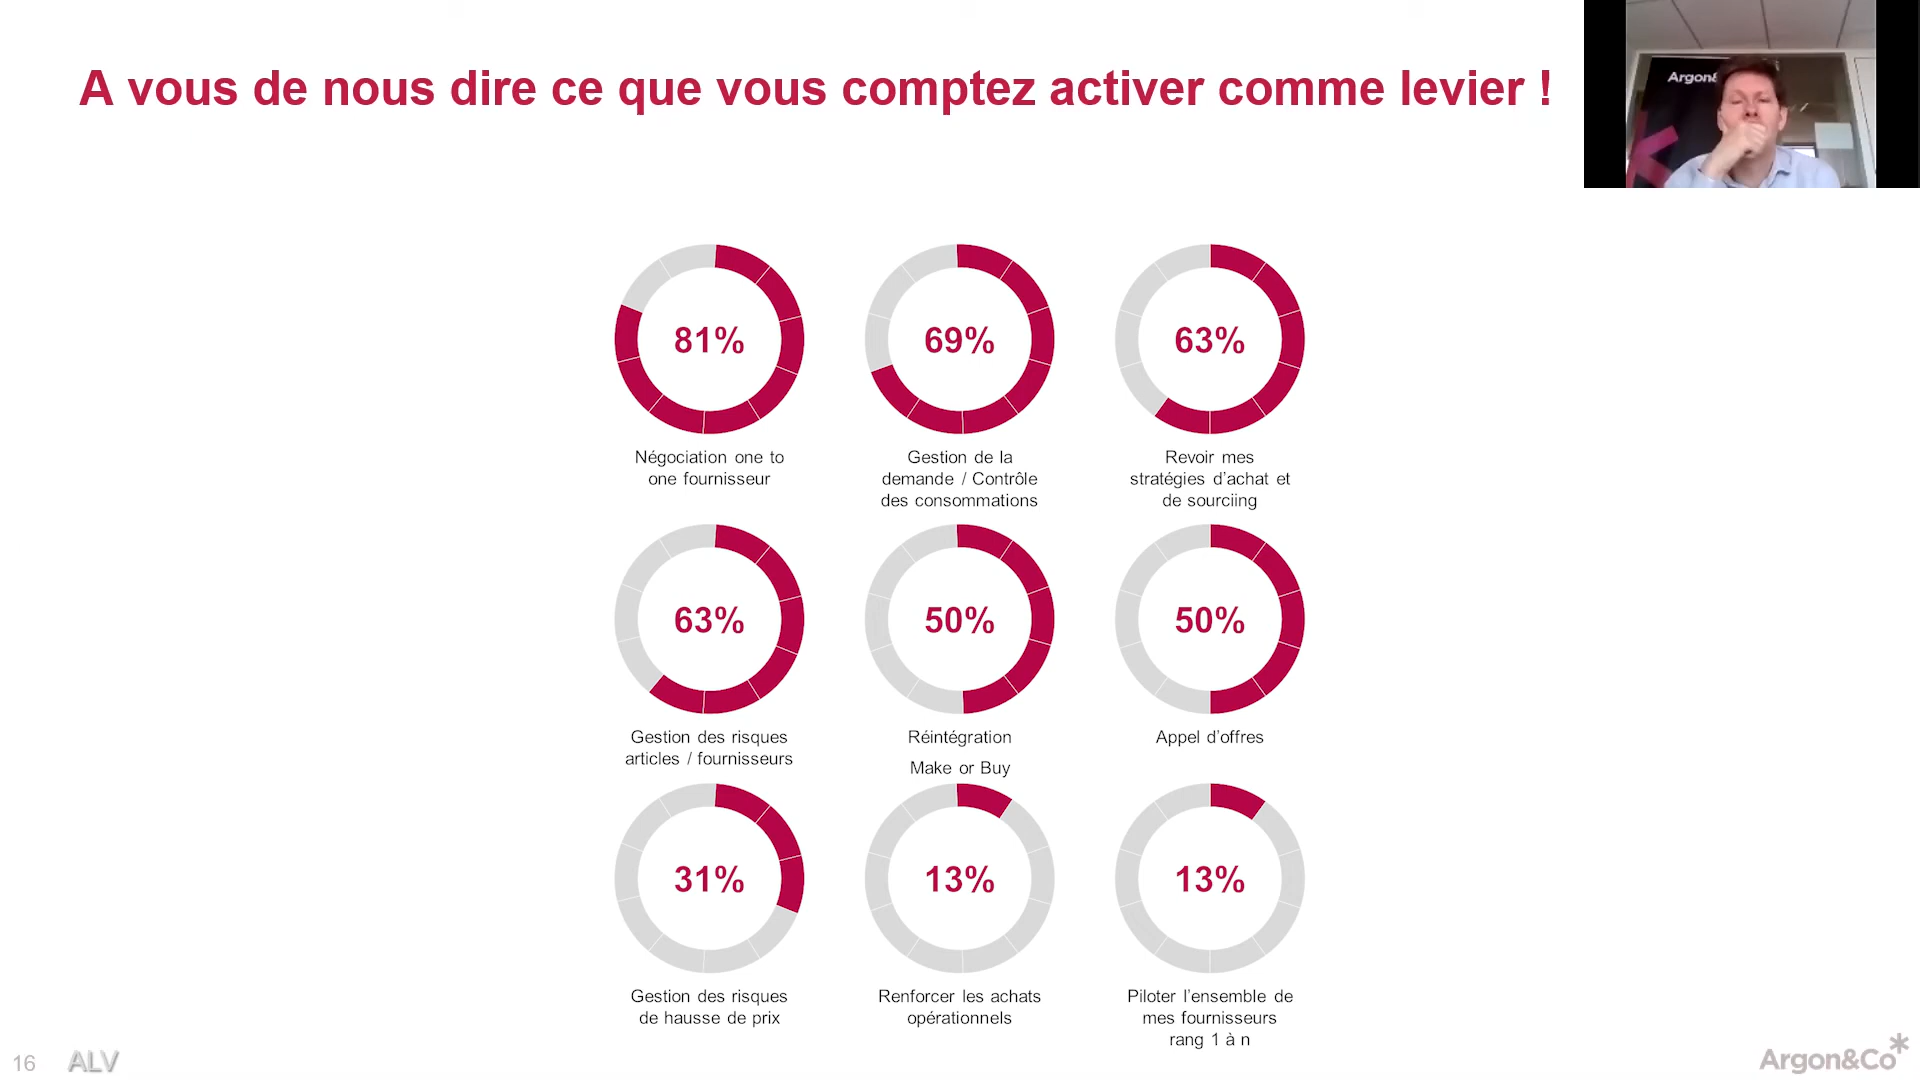 A vous de nous dire ce que vous comptez activer comme levier !
Argon&
81%
69%
63%
Négociation one to
one fournisseur
Gestion de la
demande / Contrôle
des consommations
Revoir mes
stratégies d'achat et
de sourciing
63%
50%
50%
Gestion des risques
articles / fournisseurs
Réintégration
Make or Buy
Appel d'offres
31%
13%
13%
Gestion des risques
de hausse de prix
Renforcer les achats
opérationnels
Piloter l'ensemble de
mes fournisseurs
rang 1 à n
16
ALV
Argon&Co*